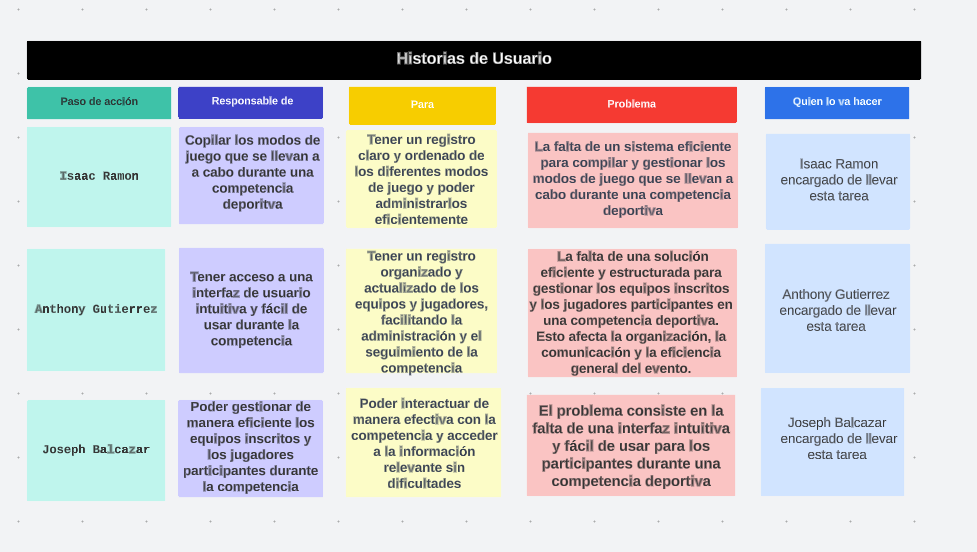 Historias de Usuario
Paso de acción
Responsable de
Para
Problema
Quien lo va hacer
Isaac Ramon
Copilar los modos de
juego que se llevan a
a cabo durante una
competencia
deportiva
Tener un registro
claro y ordenado de
los diferentes modos
de juego y poder
administrarlos
eficientemente
La falta de un sistema eficiente
para compilar y gestionar los
modos de juego que se llevan a
cabo durante una competencia
deportiva
Isaac Ramon
encargado de llevar
esta tarea
Anthony Gutierrez
Tener acceso a una
interfaz de usuario
intuitiva y fácil de
usar durante la
competencia
Tener un registro
organizado y
actualizado de los
equipos y jugadores,
facilitando la
administración y el
seguimiento de la
competencia
La falta de una solución
eficiente y estructurada para
gestionar los equipos inscritos
y los jugadores participantes en
una competencia deportiva.
Esto afecta la organización, la
comunicación y la eficiencia
general del evento.
Anthony Gutierrez
encargado de llevar
esta tarea
Joseph Balcazar
Poder gestionar de
manera eficiente los
equipos inscritos y
los jugadores
participantes durante
la competencia
Poder interactuar de
manera efectiva con la
competencia y acceder
a la información
relevante sin
dificultades
El problema consiste en la
falta de una interfaz intuitiva
y fácil de usar para los
participantes durante una
competencia deportiva
Joseph Balcazar
encargado de llevar
esta tarea